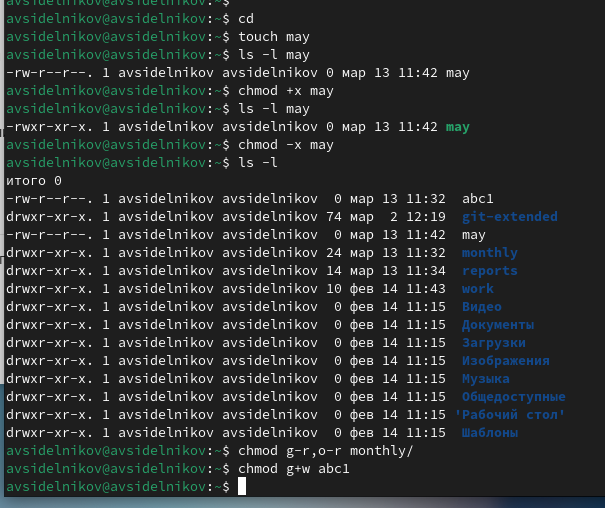 avsidelnikov@avsidelnikov:~$
avsidelnikov@avsidelnikov:~$ cd
avsidelnikov@avsidelnikov:~$ touch may
avsidelnikov@avsidelnikov:~$ ls -l may
-rw-r--r--. 1 avsidelnikov avsidelnikov 0 мар 13 11:42 may
avsidelnikov@avsidelnikov:~$ chmod +x may
avsidelnikov@avsidelnikov:~$ ls -l may
-rwxr-xr-x. 1 avsidelnikov avsidelnikov 0 мар 13 11:42 may
avsidelnikov@avsidelnikov:~$ chmod -x may
avsidelnikov@avsidelnikov:~$ ls -l
итого 0
-rw-r--r--. 1 avsidelnikov avsidelnikov  0 мар 13 11:32  abc1
drwxr-xr-x. 1 avsidelnikov avsidelnikov 74 мар  2 12:19  git-extended
-rw-r--r--. 1 avsidelnikov avsidelnikov  0 мар 13 11:42  may
drwxr-xr-x. 1 avsidelnikov avsidelnikov 24 мар 13 11:32  monthly
drwxr-xr-x. 1 avsidelnikov avsidelnikov 14 мар 13 11:34  reports
drwxr-xr-x. 1 avsidelnikov avsidelnikov 10 фев 14 11:43  work
drwxr-xr-x. 1 avsidelnikov avsidelnikov  0 фев 14 11:15  Видео
drwxr-xr-x. 1 avsidelnikov avsidelnikov  0 фев 14 11:15  Документы
drwxr-xr-x. 1 avsidelnikov avsidelnikov  0 фев 14 11:15  Загрузки
drwxr-xr-x. 1 avsidelnikov avsidelnikov  0 фев 14 11:15  Изображения
drwxr-xr-x. 1 avsidelnikov avsidelnikov  0 фев 14 11:15  Музыка
drwxr-xr-x. 1 avsidelnikov avsidelnikov  0 фев 14 11:15  Общедоступные
drwxr-xr-x. 1 avsidelnikov avsidelnikov  0 фев 14 11:15 'Рабочий стол'
drwxr-xr-x. 1 avsidelnikov avsidelnikov  0 фев 14 11:15  Шаблоны
avsidelnikov@avsidelnikov:~$ chmod g-r,o-r monthly/
avsidelnikov@avsidelnikov:~$ chmod g+w abc1
avsidelnikov@avsidelnikov:~$